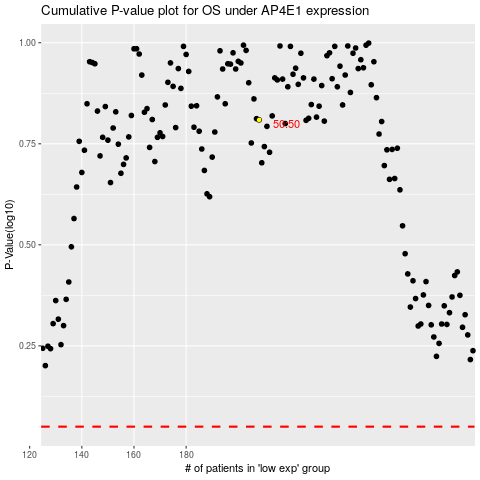 Cumulative P-value plot for OS under AP4E1 expression
1.00
0.75
0.50
0.25
P-Value(log10)
50-50
120 140 160 180
# of patients in 'low exp' group